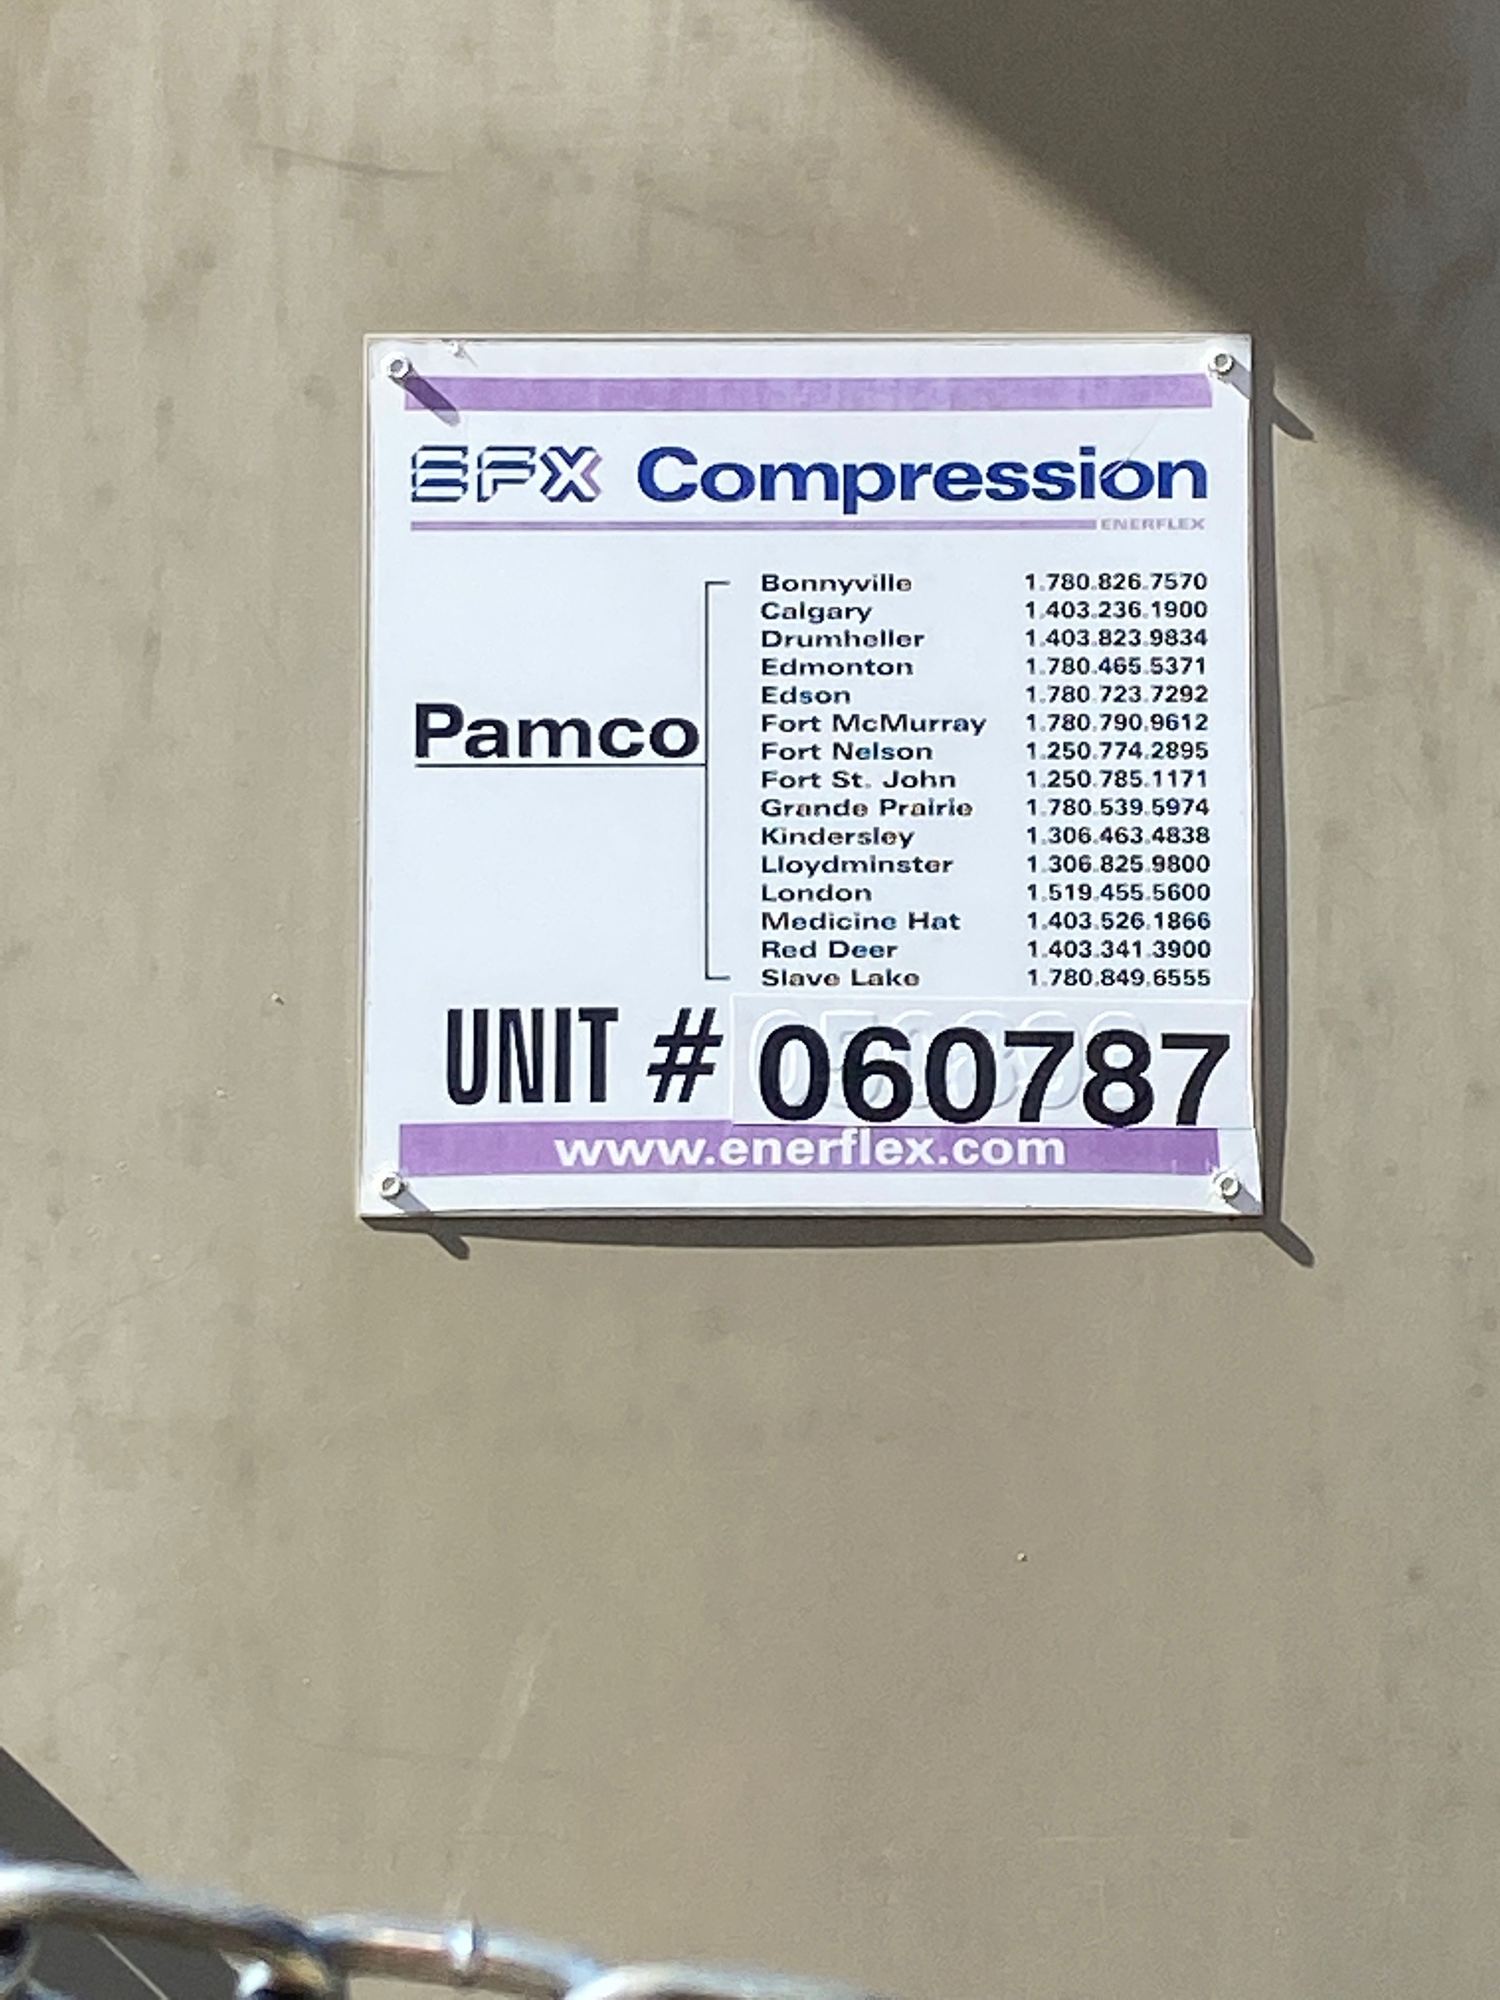 EFX Compression
ENERFLEX
Pamco
Bonnyville 1.780.826.7570
Calgary 1.403.236.1900
Drumheller 1.403.823.9834
Edmonton 1.780.465.5371
Edson 1.780.723.7292
Fort McMurray 1.780.790.9612
Fort Nelson 1.250.774.2895
Fort St. John 1.250.785.1171
Grande Prairie 1.780.539.5974
Kindersley 1.306.463.4838
Lloydminster 1.306.825.9800
London 1.519.455.5600
Medicine Hat 1.403.526.1866
Red Deer 1.403.341.3900
Slave Lake 1.780.849.6555
UNIT # 060787
www.enerflex.com